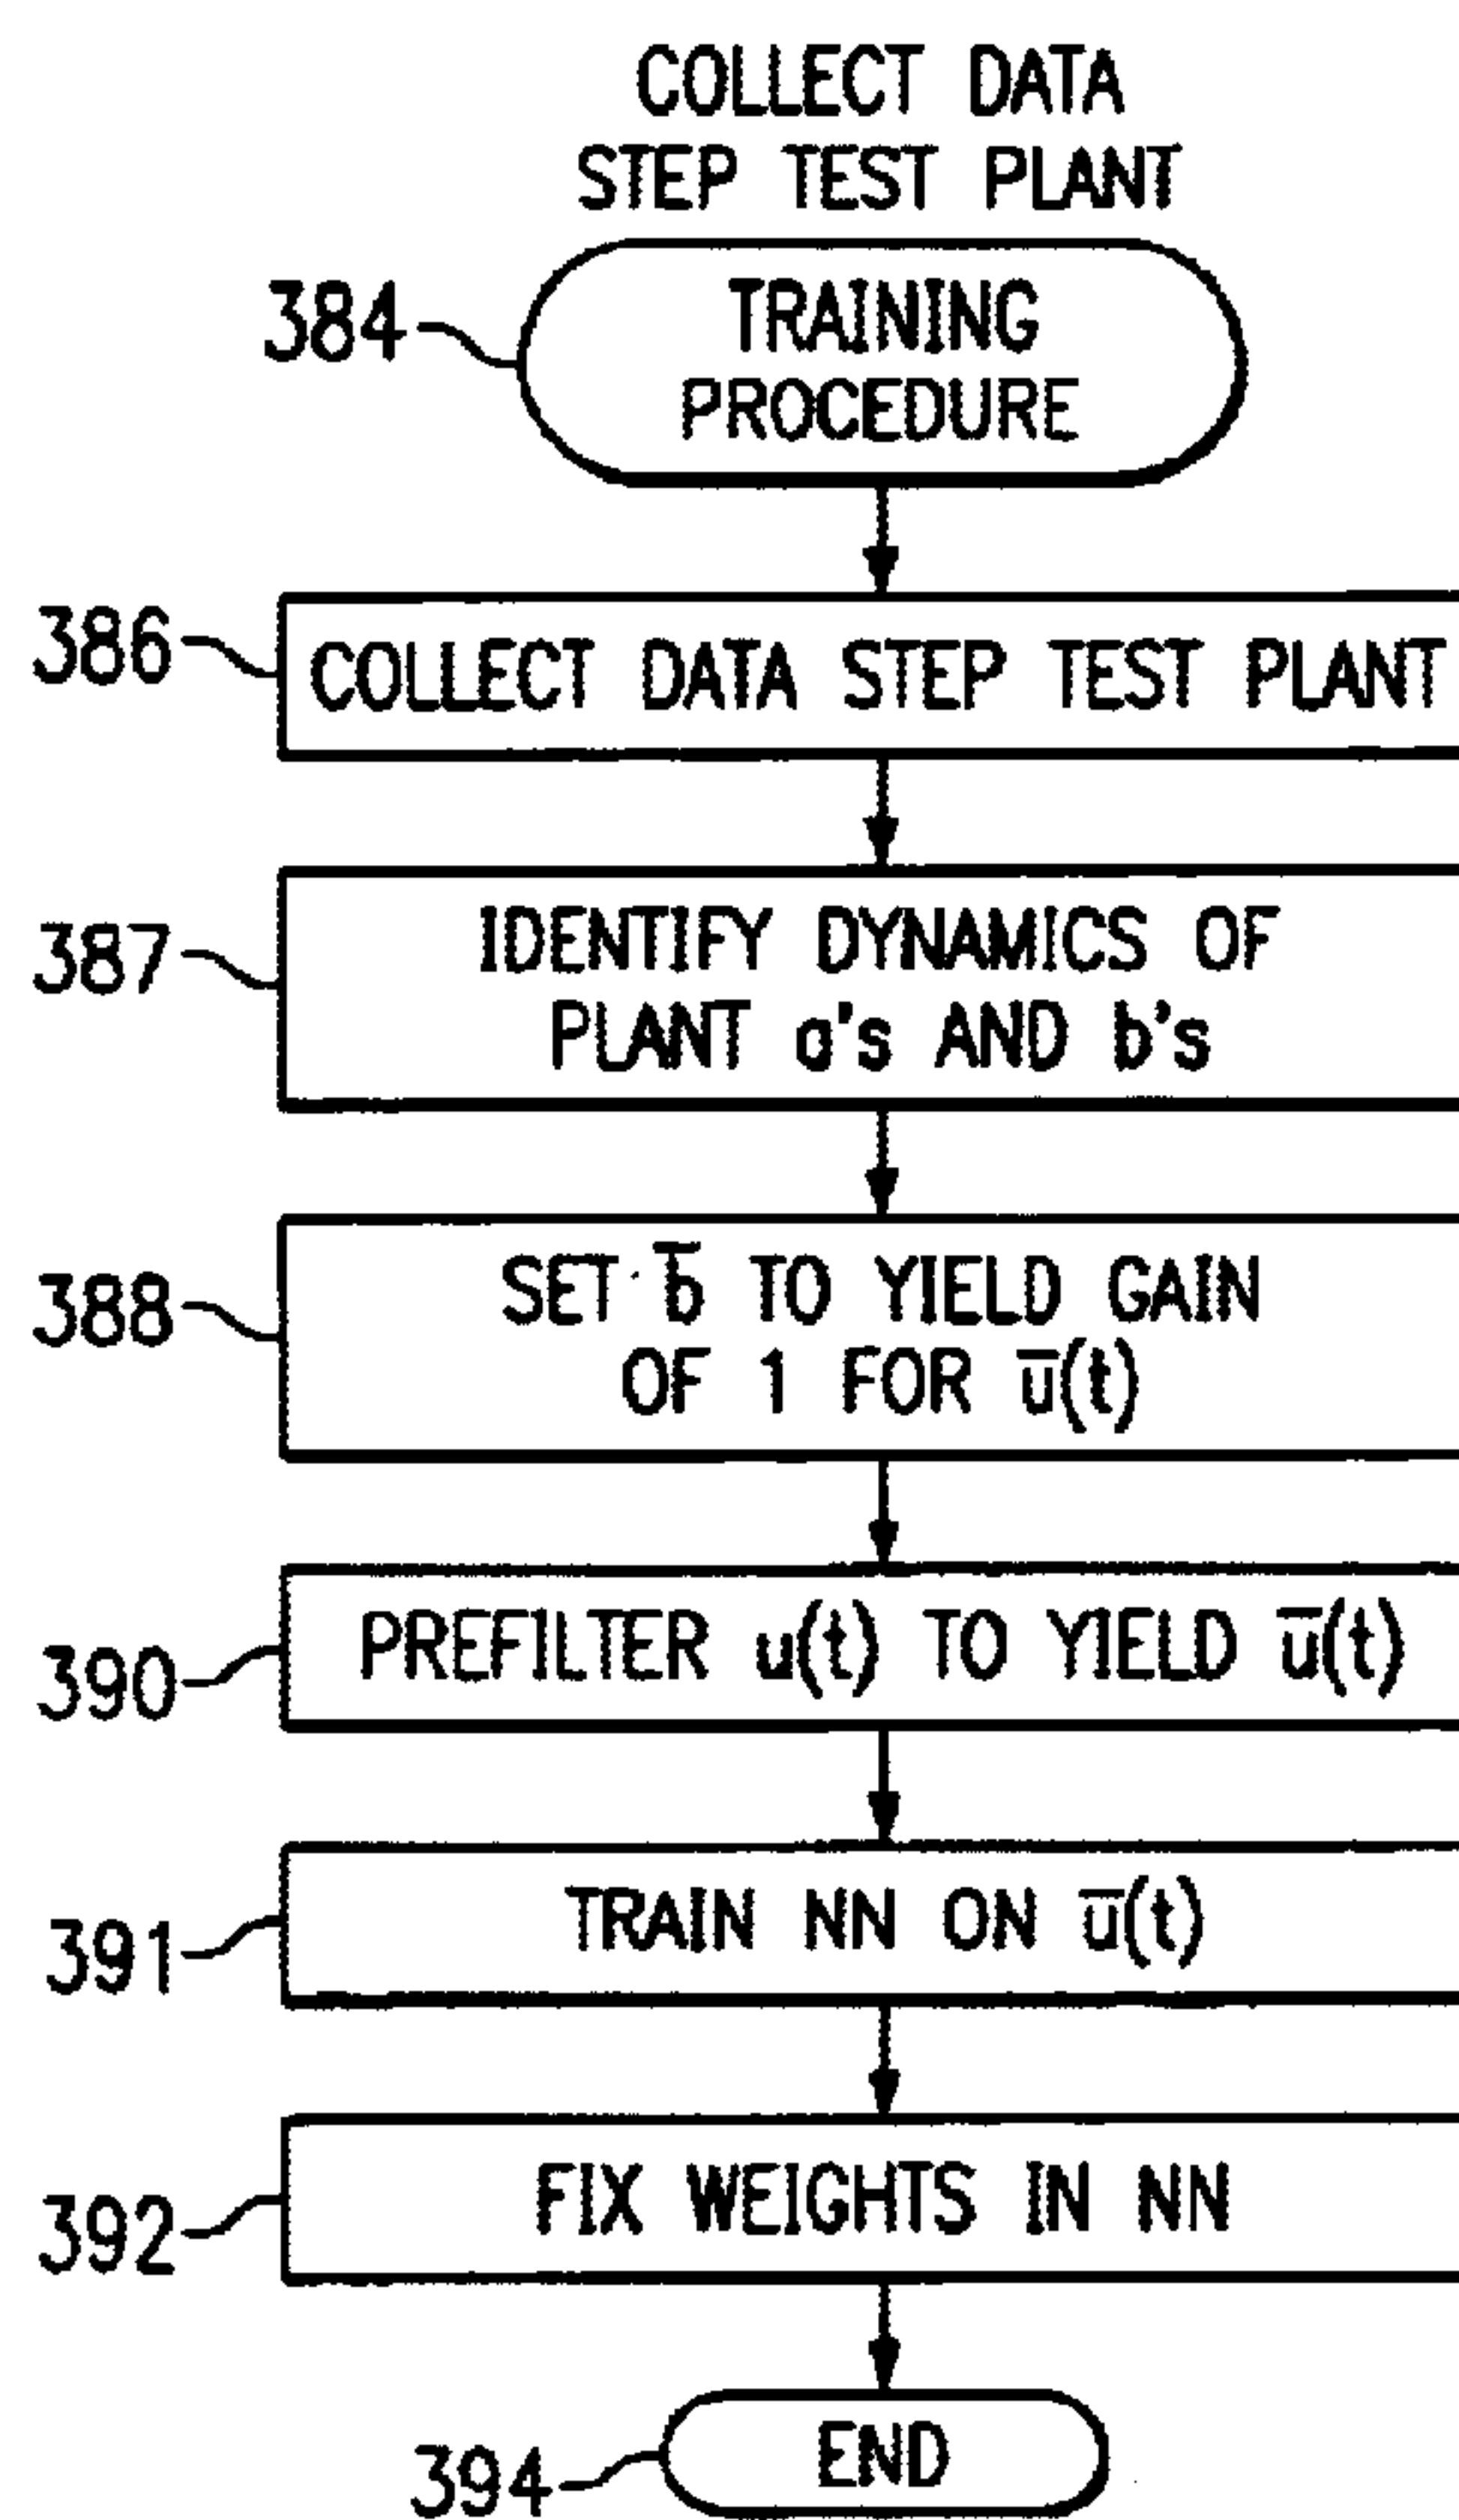 COLLECT DATA
STEP TEST PLANT
384
TRAINING
PROCEDURE
386
COLLECT DATA STEP TEST PLANT
387
IDENTIFY DYNAMICS OF
PLANT a's AND b's
388
SET b̅ TO YIELD GAIN
OF 1 FOR u̅(t)
390
PREFILTER u(t) TO YIELD u̅(t)
391
TRAIN NN ON u̅(t)
392
FIX WEIGHTS IN NN
394
END